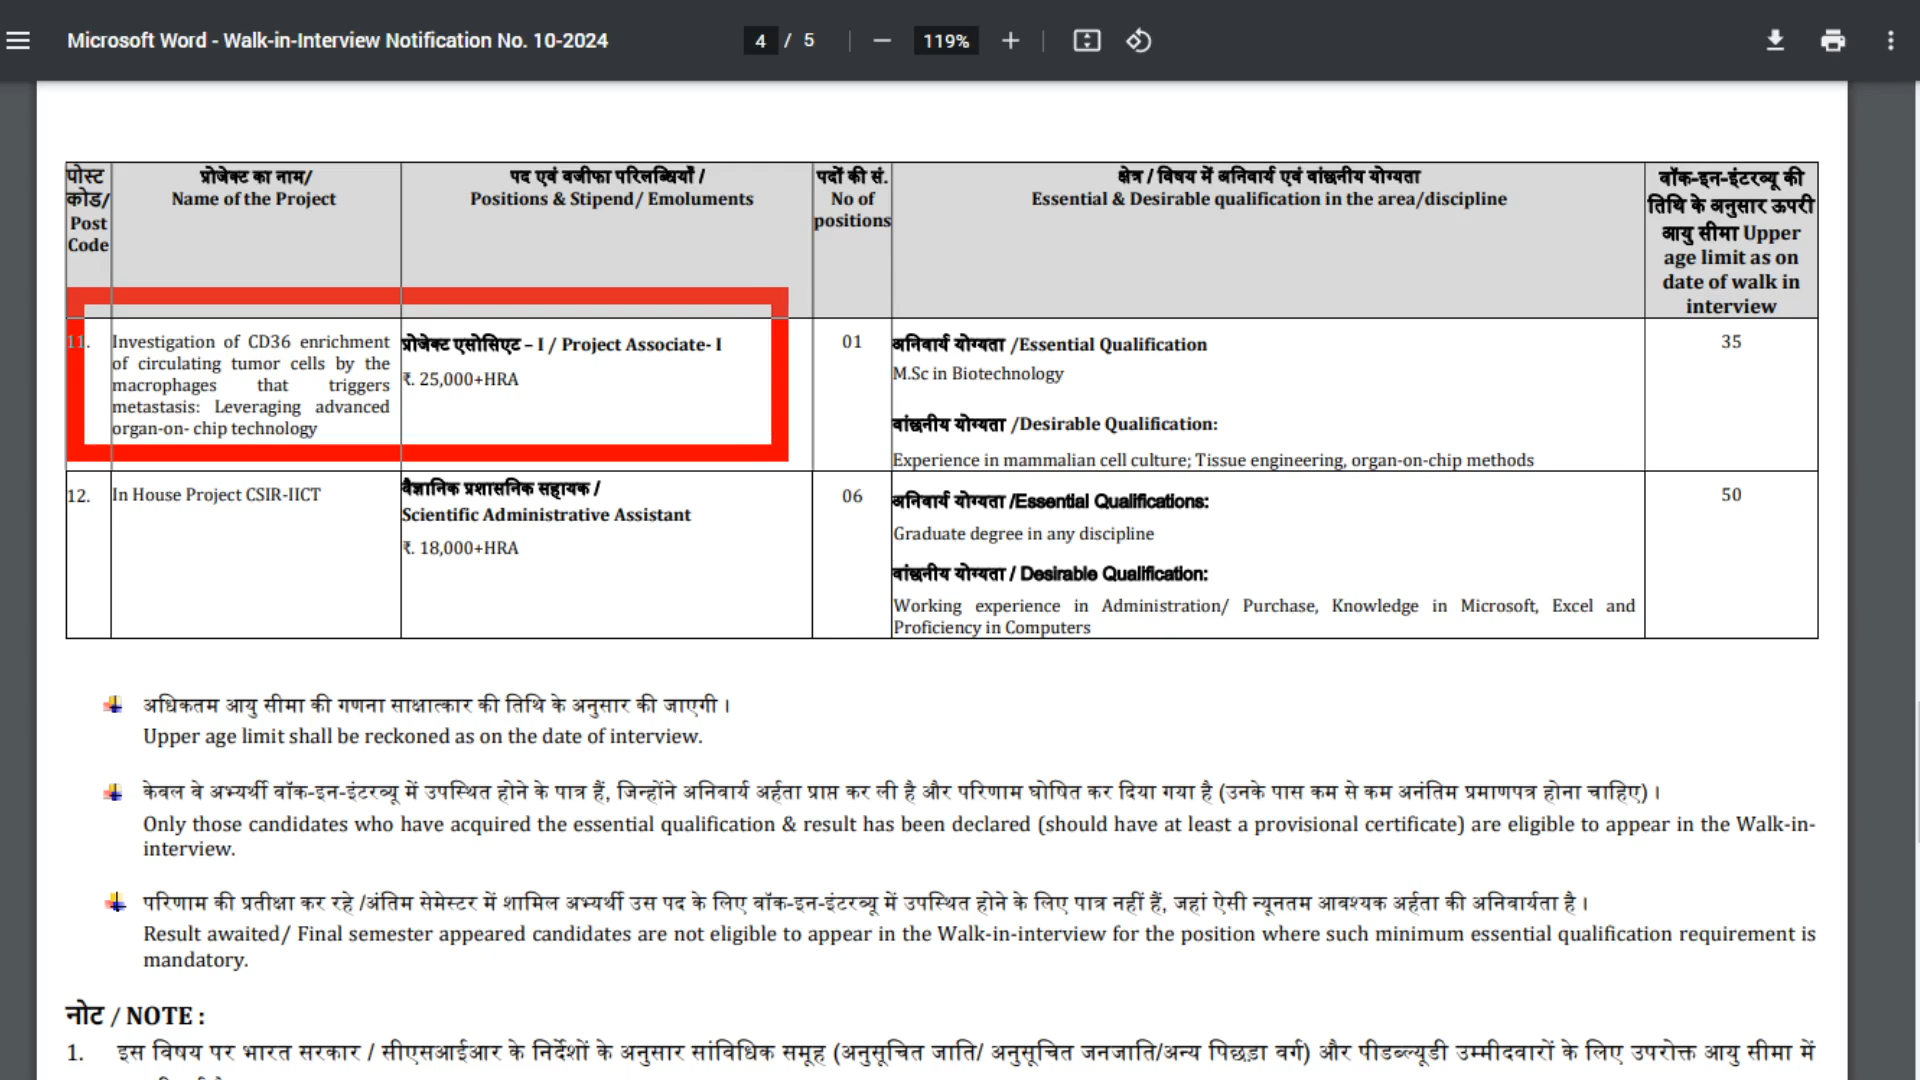 Microsoft Word - Walk-in-Interview Notification No. 10-2024
4 / 5
119%
पोस्ट कोड/ Post Code
प्रोजेक्ट का नाम/
Name of the Project
पद एवं वजीफा परिलब्धियाँ /
Positions & Stipend/ Emoluments
पदों की सं.
No of
positions
क्षेत्र / विषय में अनिवार्य एवं वांछनीय योग्यता
Essential & Desirable qualification in the area/discipline
वॉक-इन-इंटरव्यू की
तिथि के अनुसार ऊपरी
आयु सीमा Upper
age limit as on
date of walk in
interview
11.
Investigation of CD36 enrichment
of circulating tumor cells by the
macrophages that triggers
metastasis: Leveraging advanced
organ-on- chip technology
प्रोजेक्ट एसोसिएट – I / Project Associate- I
₹. 25,000+HRA
01
अनिवार्य योग्यता /Essential Qualification
M.Sc in Biotechnology
वांछनीय योग्यता /Desirable Qualification:
Experience in mammalian cell culture; Tissue engineering, organ-on-chip methods
35
12.
In House Project CSIR-IICT
वैज्ञानिक प्रशासनिक सहायक /
Scientific Administrative Assistant
₹. 18,000+HRA
06
अनिवार्य योग्यता /Essential Qualifications:
Graduate degree in any discipline
वांछनीय योग्यता / Desirable Qualification:
Working experience in Administration/ Purchase, Knowledge in Microsoft, Excel and
Proficiency in Computers
50
अधिकतम आयु सीमा की गणना साक्षात्कार की तिथि के अनुसार की जाएगी ।
Upper age limit shall be reckoned as on the date of interview.
केवल वे अभ्यर्थी वॉक-इन-इंटरव्यू में उपस्थित होने के पात्र हैं, जिन्होंने अनिवार्य अर्हता प्राप्त कर ली है और परिणाम घोषित कर दिया गया है (उनके पास कम से कम अनंतिम प्रमाणपत्र होना चाहिए) ।
Only those candidates who have acquired the essential qualification & result has been declared (should have at least a provisional certificate) are eligible to appear in the Walk-in-
interview.
परिणाम की प्रतीक्षा कर रहे /अंतिम सेमेस्टर में शामिल अभ्यर्थी उस पद के लिए वॉक-इन-इंटरव्यू में उपस्थित होने के लिए पात्र नहीं हैं, जहां ऐसी न्यूनतम आवश्यक अर्हता की अनिवार्यता है ।
Result awaited/ Final semester appeared candidates are not eligible to appear in the Walk-in-interview for the position where such minimum essential qualification requirement is
mandatory.
नोट / NOTE :
1. इस विषय पर भारत सरकार / सीएसआईआर के निर्देशों के अनुसार सांविधिक समूह (अनुसूचित जाति/ अनुसूचित जनजाति/अन्य पिछड़ा वर्ग) और पीडब्ल्यूडी उम्मीदवारों के लिए उपरोक्त आयु सीमा में